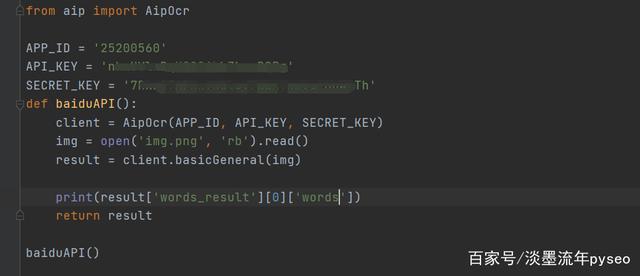 from aip import AipOcr
APP_ID = '25200560'
API_KEY = '
SECRET_KEY = '7 Th'
def baiduAPI():
client = AipOcr(APP_ID, API_KEY, SECRET_KEY)
img = open('img.png', 'rb').read()
result = client.basicGeneral(img)
print(result['words_result'][0]['words'])
return result
baiduAPI()
百家号/淡墨流年pyseo